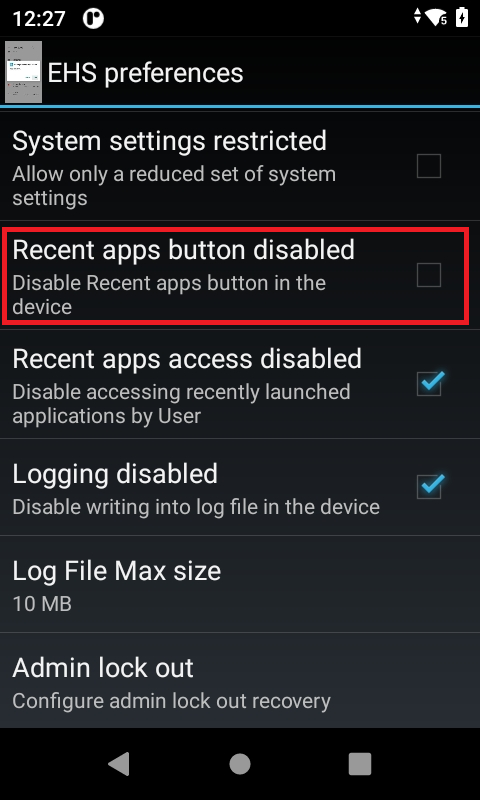 12:27
5
EHS preferences
System settings restricted
Allow only a reduced set of system
settings
Recent apps button disabled
Disable Recent apps button in the
device
Recent apps access disabled
Disable accessing recently launched
applications by User
Logging disabled
Disable writing into log file in the device
Log File Max size
10 MB
Admin lock out
Configure admin lock out recovery